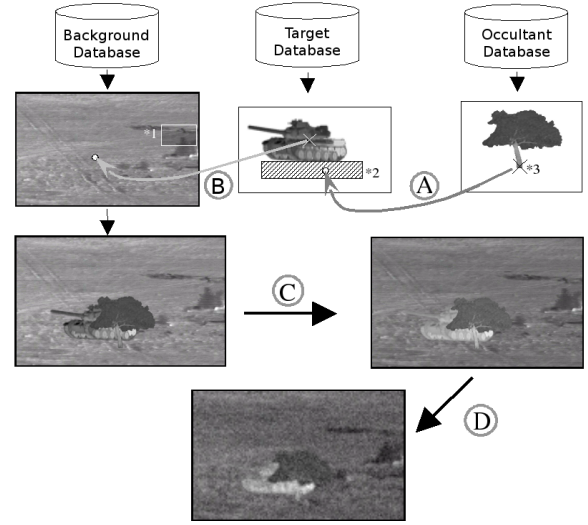 Background
Database
Target
Database
Occultant
Database
*1
*2
*3
B
A
C
D